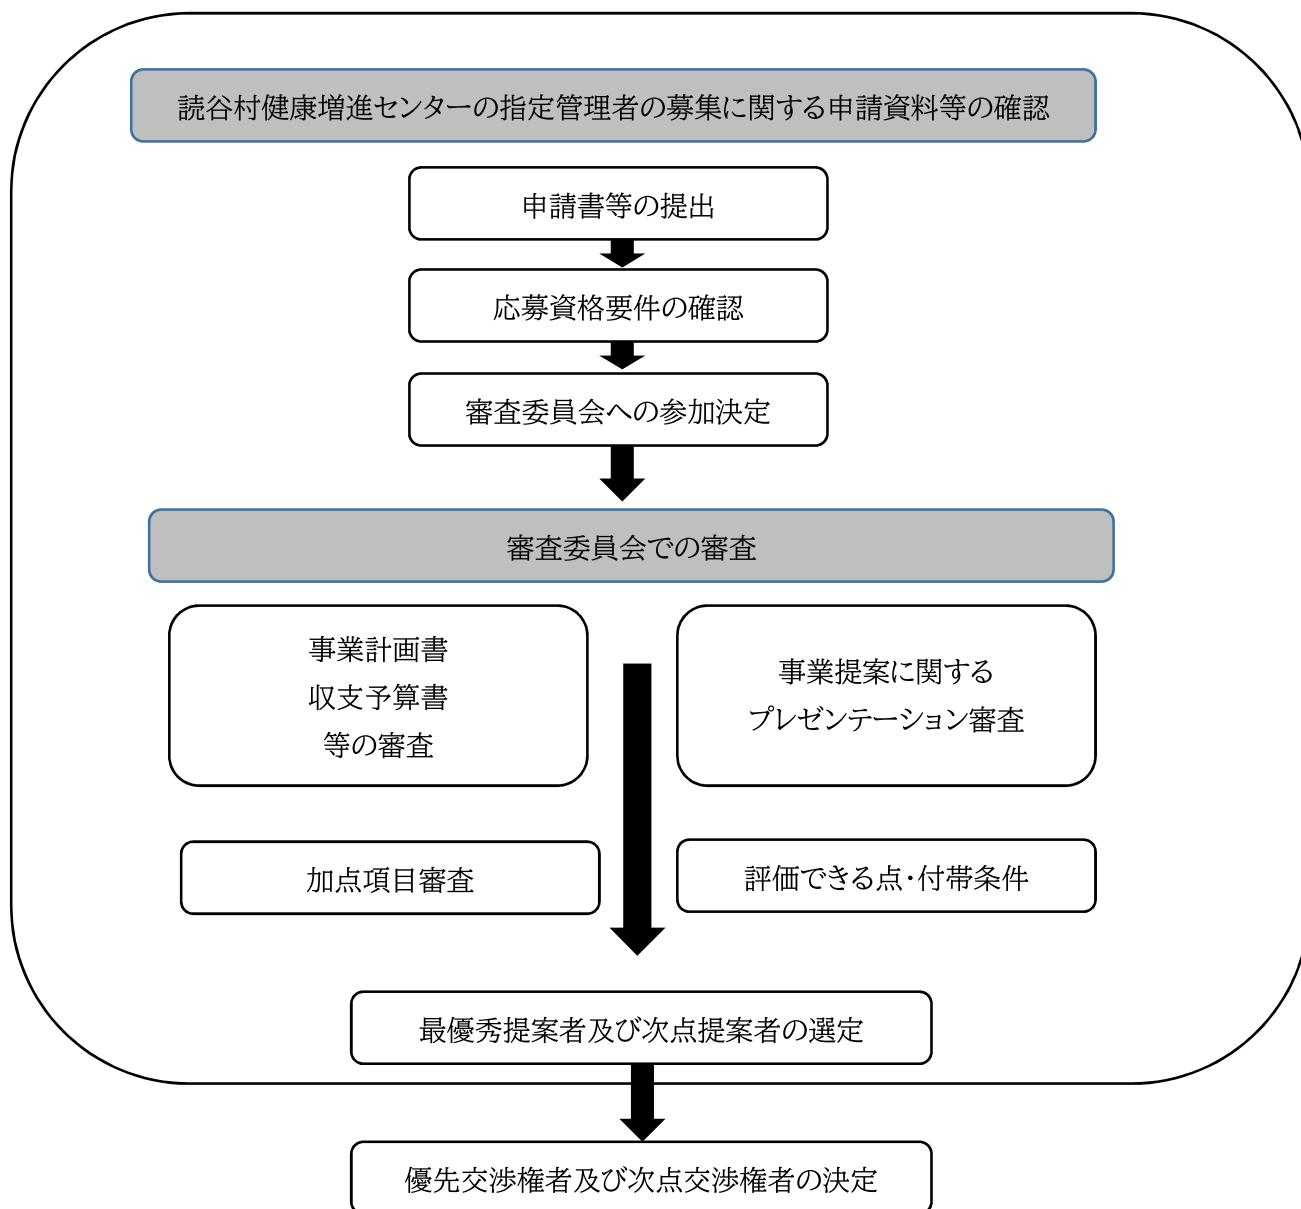 読谷村健康増進センターの指定管理者の募集に関する申請資料等の確認
申請書等の提出
応募資格要件の確認
審査委員会への参加決定
審査委員会での審査
事業計画書
収支予算書
等の審査
事業提案に関する
プレゼンテーション審査
加点項目審査
評価できる点・付帯条件
最優秀提案者及び次点提案者の選定
優先交渉権者及び次点交渉権者の決定